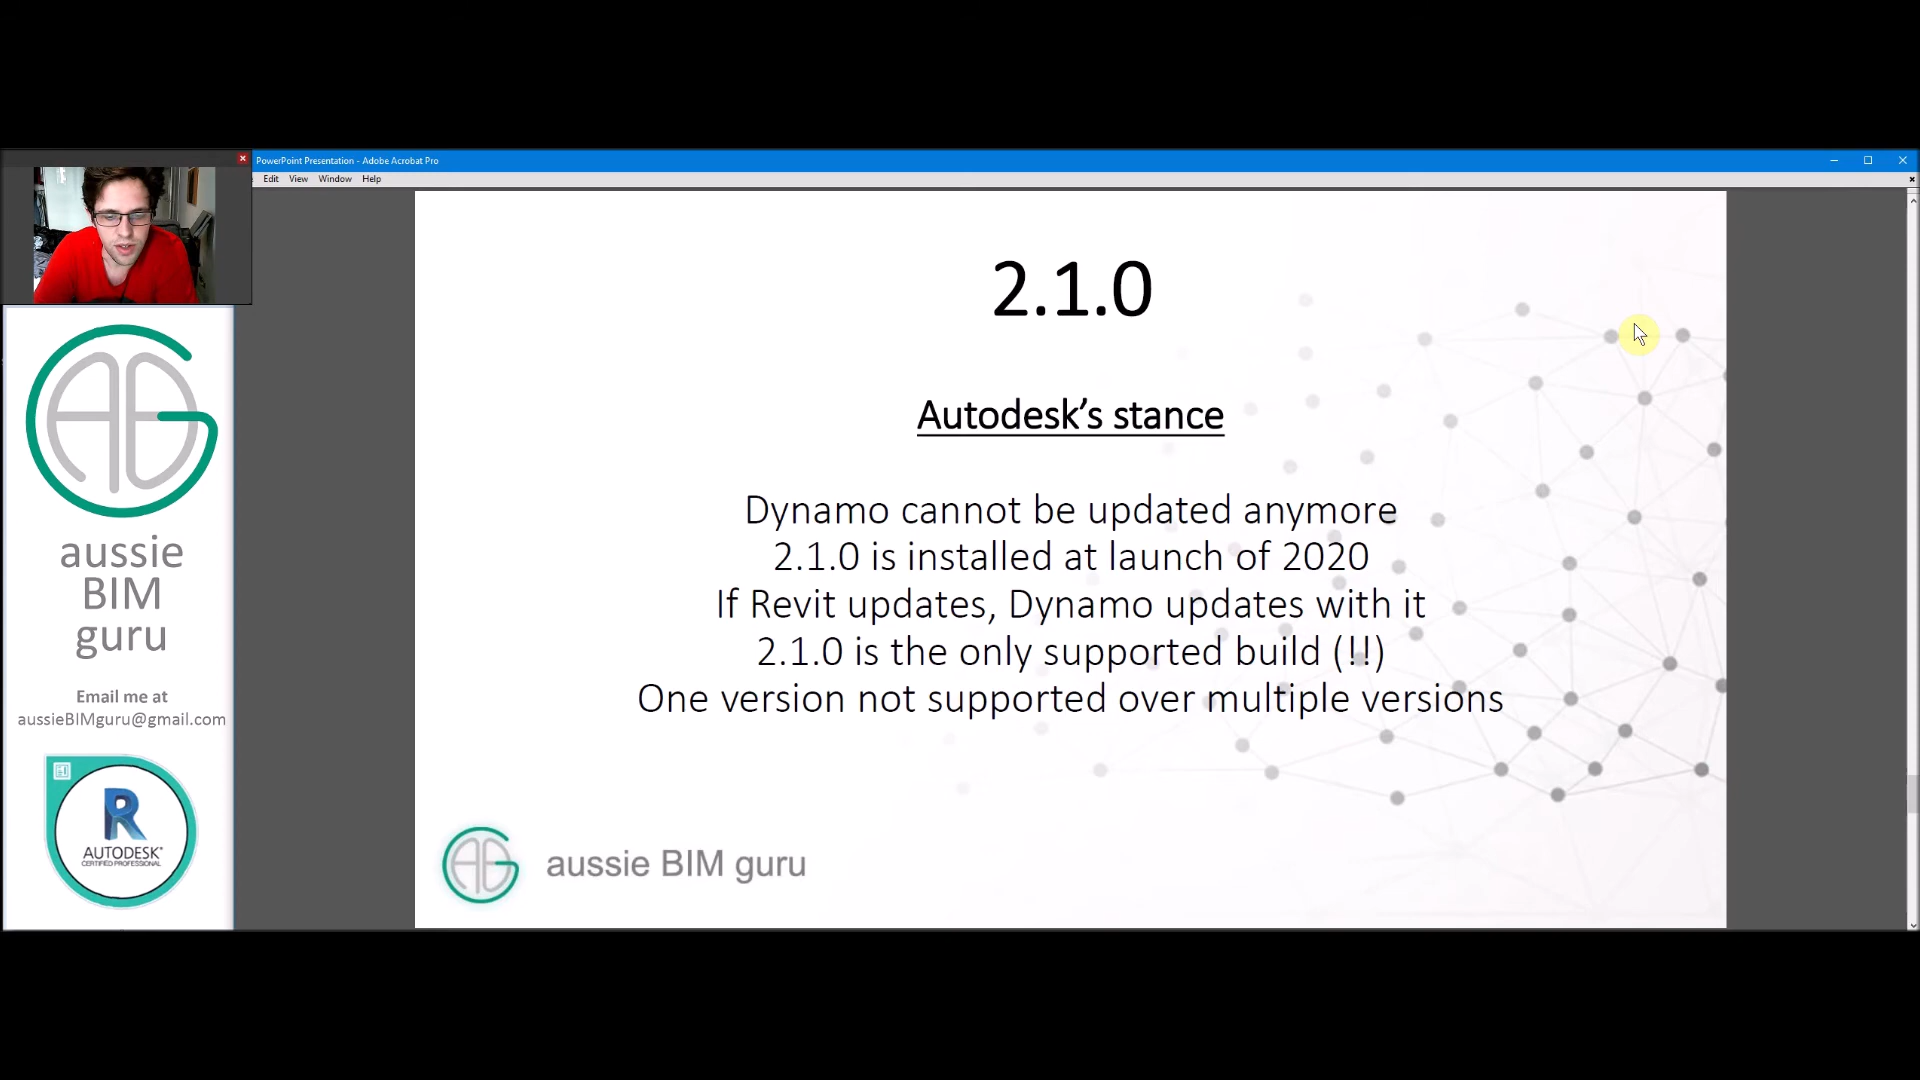 PowerPoint Presentation - Adobe Acrobat Pro
Edit View Window Help
2.1.0
Autodesk's stance
Dynamo cannot be updated anymore
2.1.0 is installed at launch of 2020
If Revit updates, Dynamo updates with it
2.1.0 is the only supported build (!!)
One version not supported over multiple versions
aussie BIM guru
aussie
BIM
guru
Email me at
aussieBIMguru@gmail.com
R
AUTODESK
CERTIFIED PROFESSIONAL